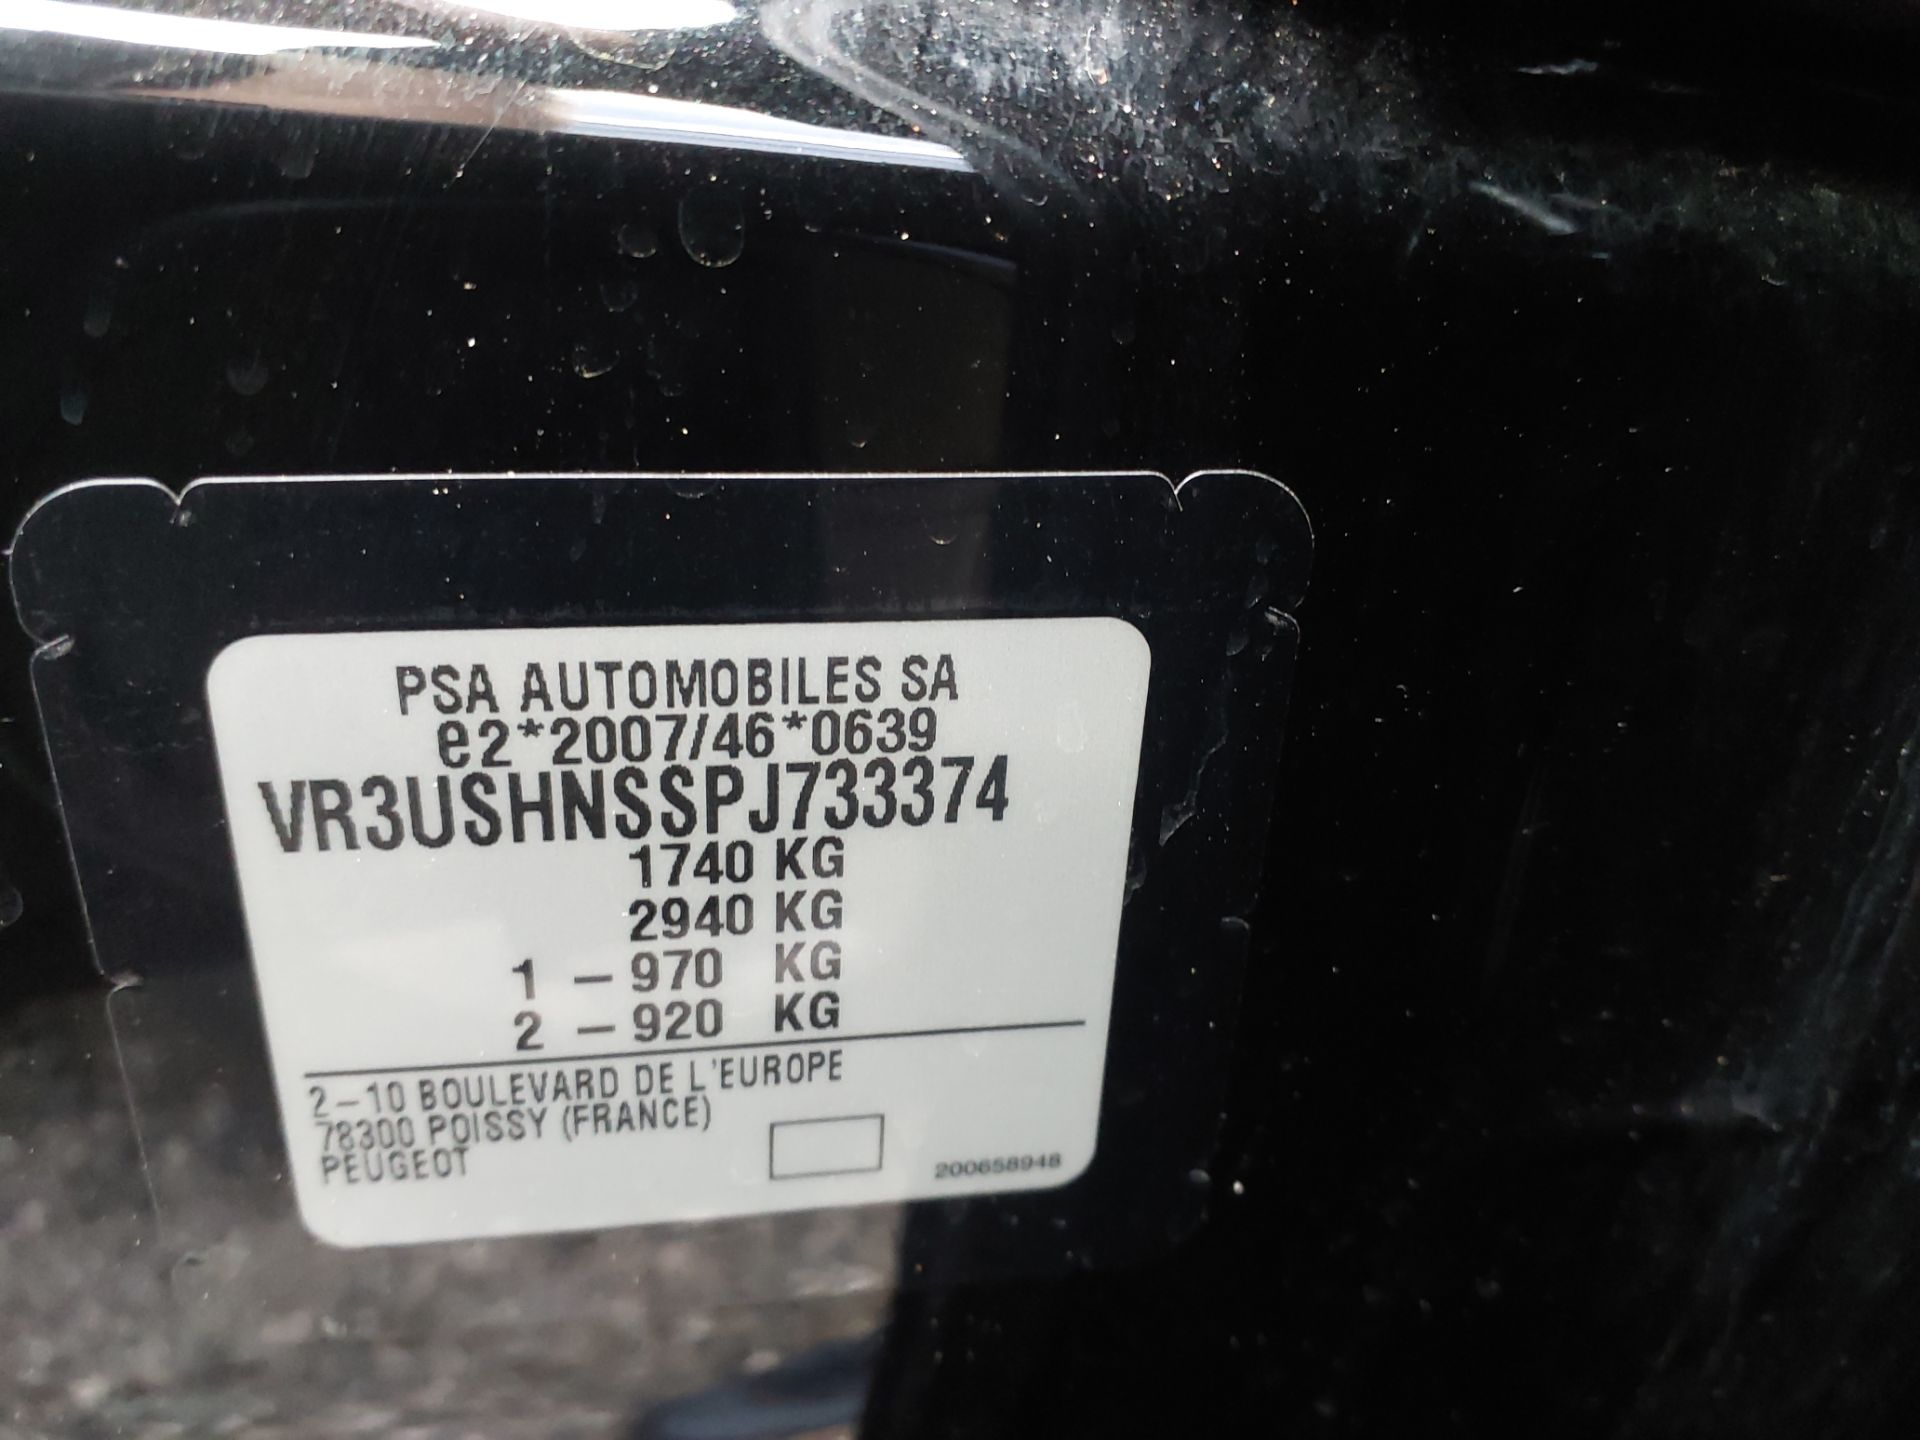 PSA AUTOMOBILES SA
e2*2007/46*0639
VR3USHNSSPJ733374
1740 KG
2940 KG
1 – 970 KG
2 – 920 KG
2–10 BOULEVARD DE L'EUROPE
78300 POISSY (FRANCE)
PEUGEOT
200658948